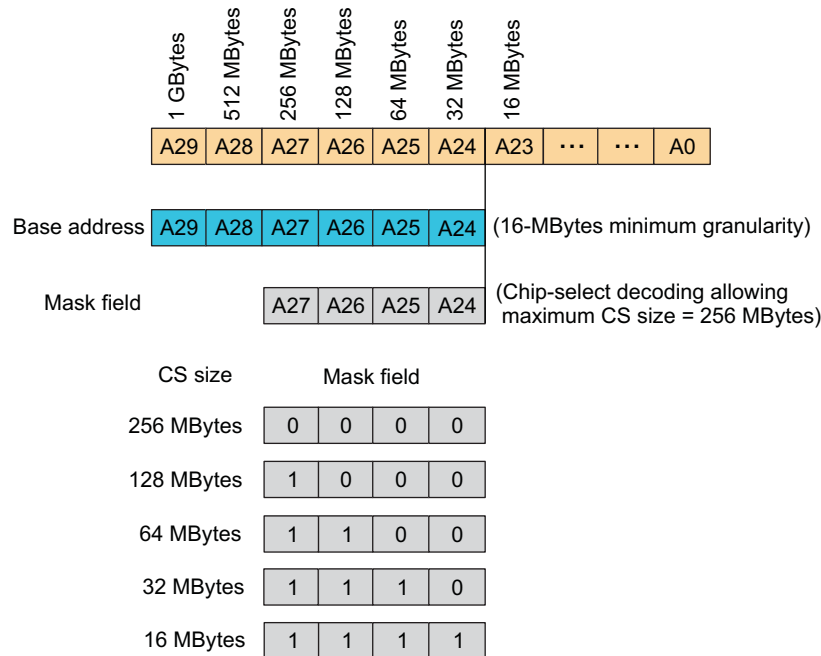 1 GBytes
512 MBytes
256 MBytes
128 MBytes
64 MBytes
32 MBytes
16 MBytes
A29 A28 A27 A26 A25 A24 A23 ... ... A0
Base address A29 A28 A27 A26 A25 A24 (16-MBytes minimum granularity)
Mask field A27 A26 A25 A24 (Chip-select decoding allowing
maximum CS size = 256 MBytes)
CS size Mask field
256 MBytes 0 0 0 0
128 MBytes 1 0 0 0
64 MBytes 1 1 0 0
32 MBytes 1 1 1 0
16 MBytes 1 1 1 1